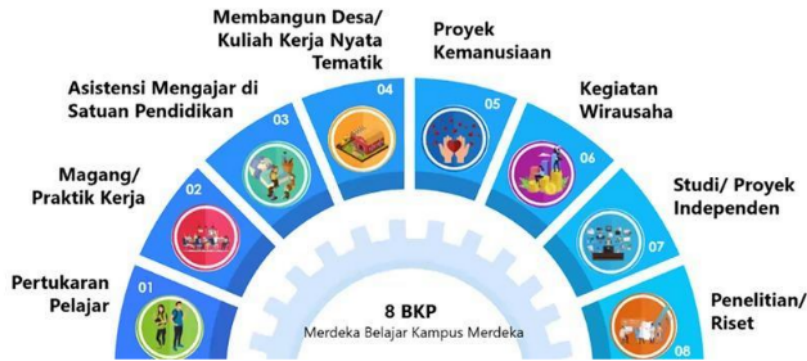 Pertukaran
Pelajar
01
Magang/
Praktik Kerja
02
Asistensi Mengajar di
Satuan Pendidikan
03
Membangun Desa/
Kuliah Kerja Nyata
Tematik
04
Proyek
Kemanusiaan
05
Kegiatan
Wirausaha
06
Studi/ Proyek
Independen
07
Penelitian/
Riset
08
8 BKP
Merdeka Belajar Kampus Merdeka